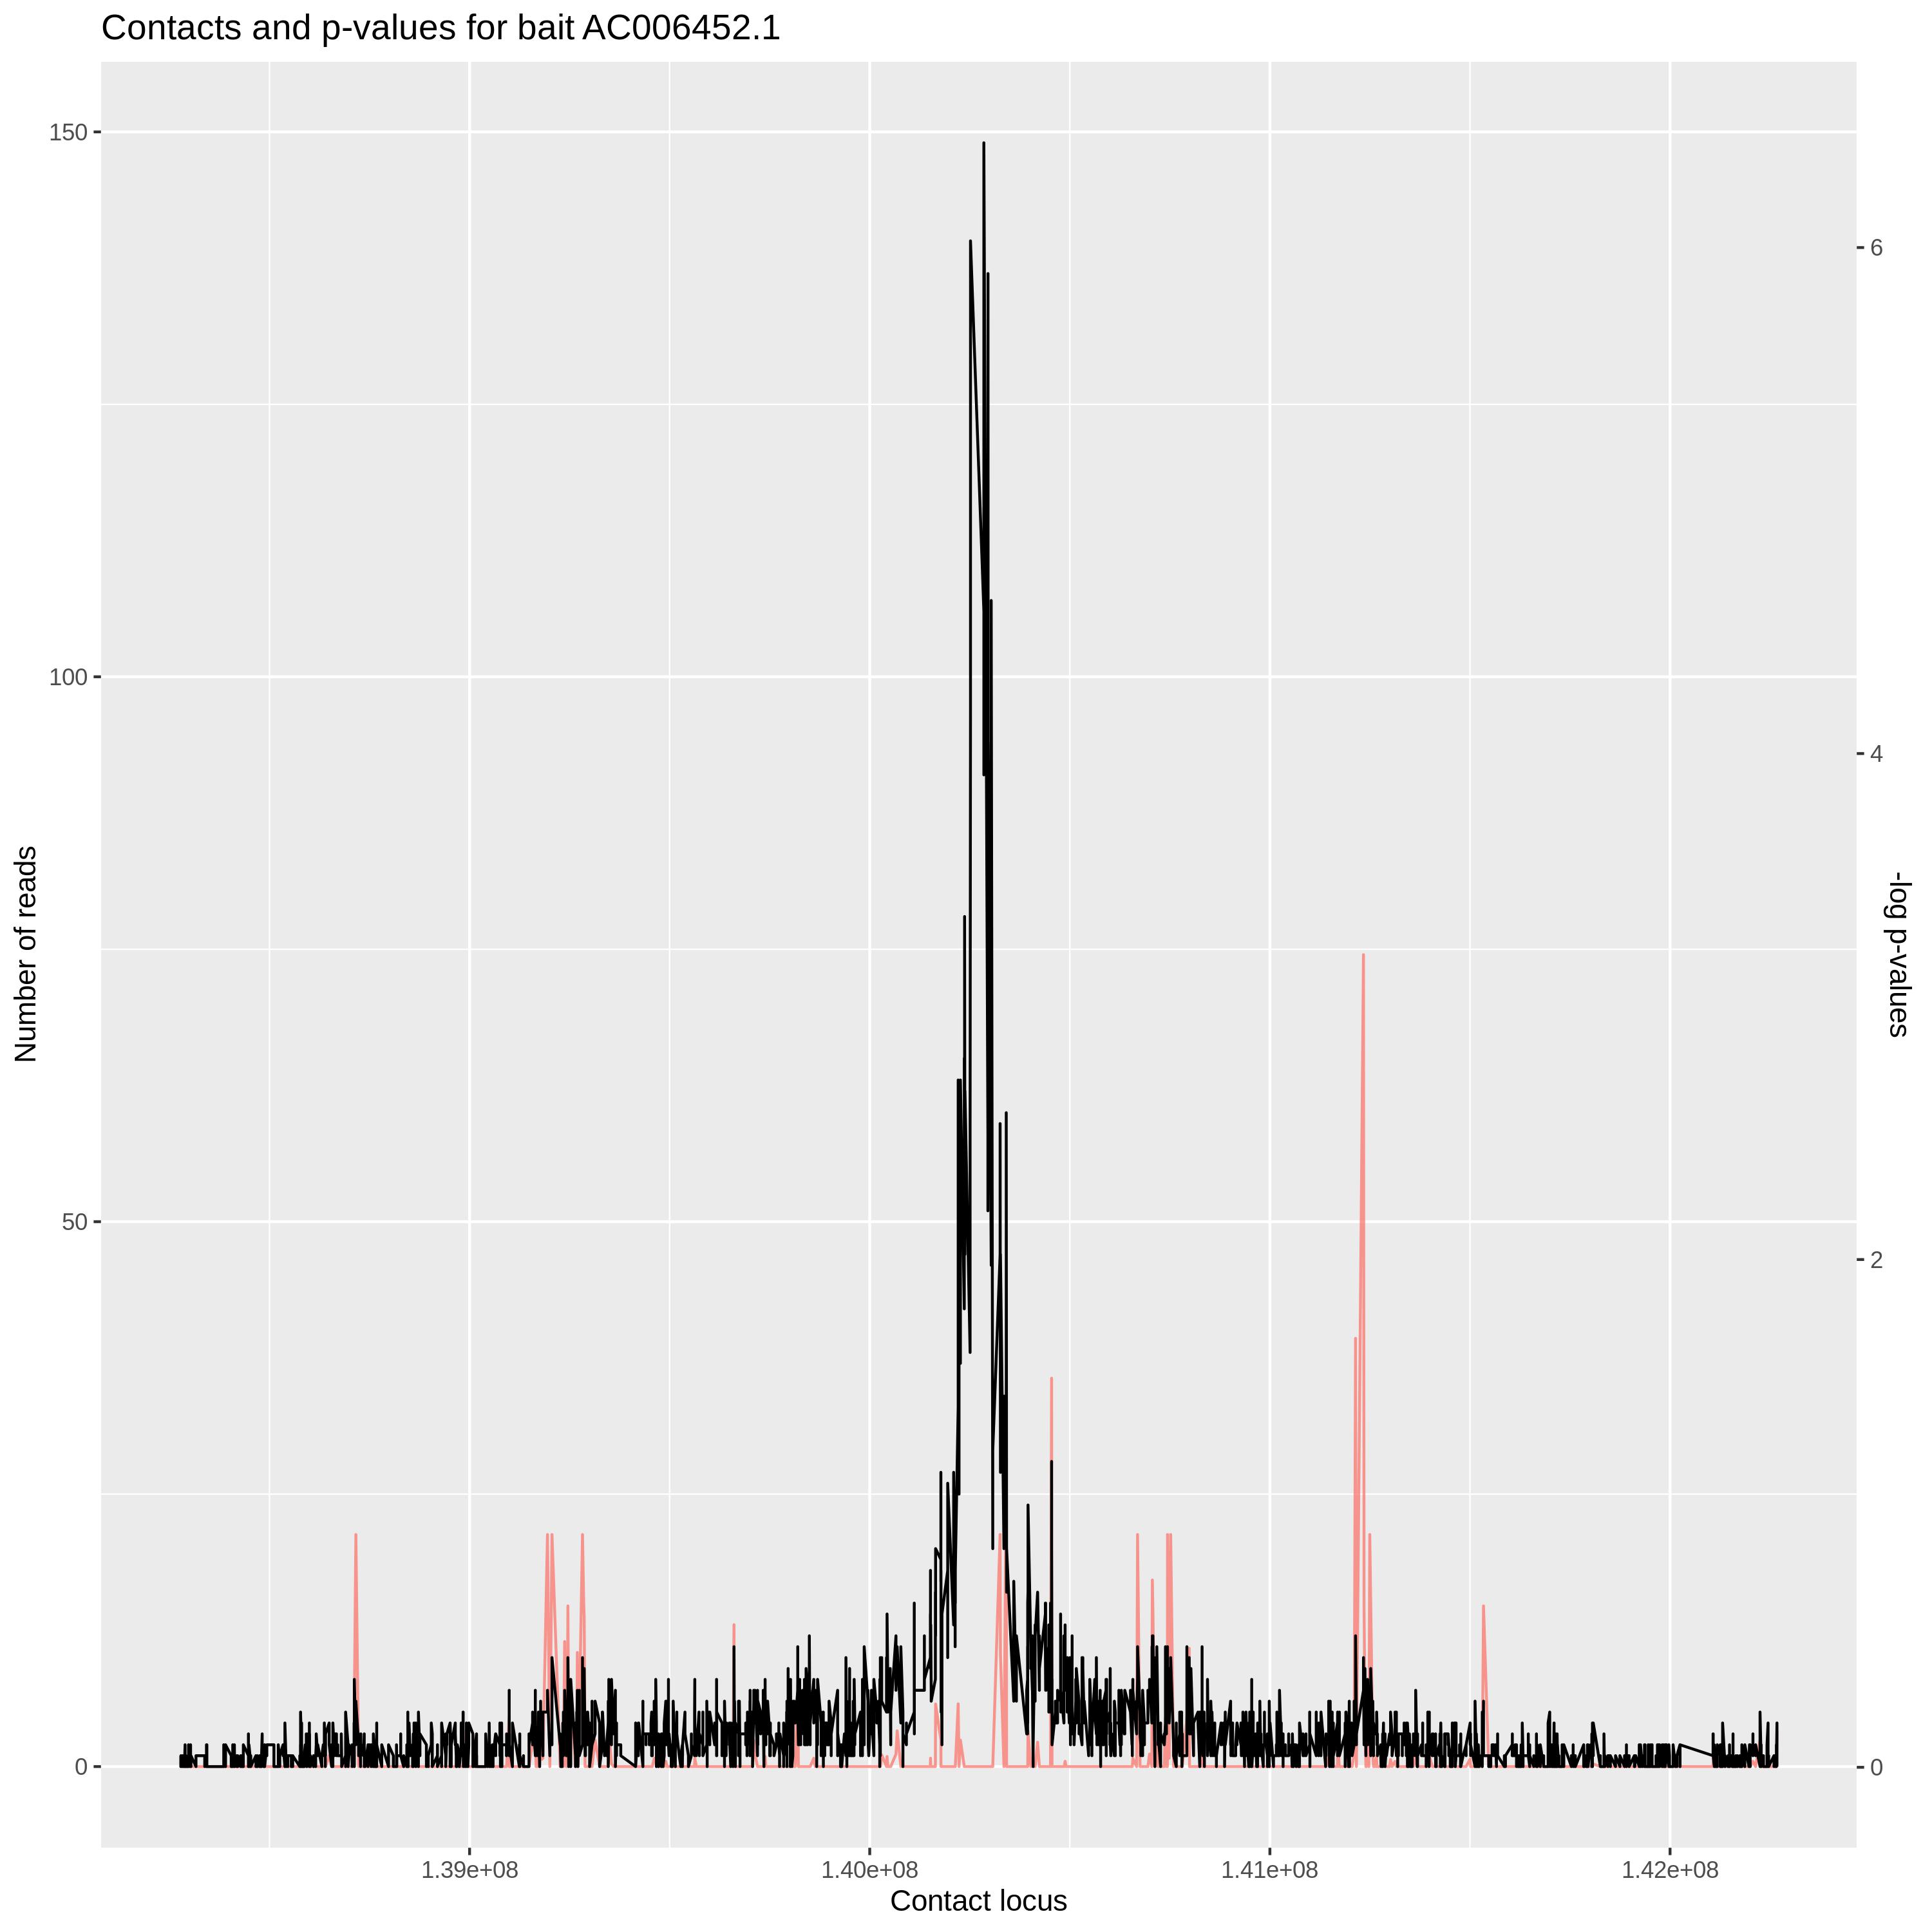 Contacts and p-values for bait AC006452.1
150
100
50
0
Number of reads
6
4
2
0
-log p-values
1.39e+08
1.40e+08
1.41e+08
1.42e+08
Contact locus